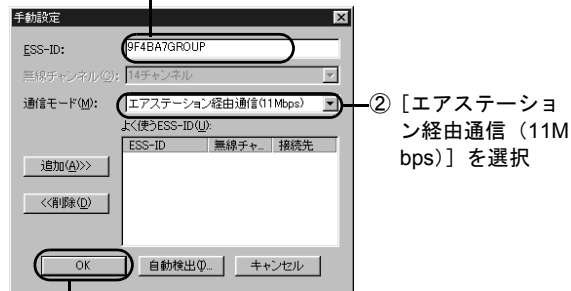 手動設定
ESS-ID:
9F4BA7GROUP
無線チャンネル(C):
14チャンネル
通信モード(M):
エアステーション経由通信(11Mbps)
② [エアステーショ
ン経由通信（11M
bps)] を選択
よく使うESS-ID(U):
ESS-ID 無線チャ... 接続先
追加(A)>>
<<削除(D)
OK
自動検出(I)...
キャンセル